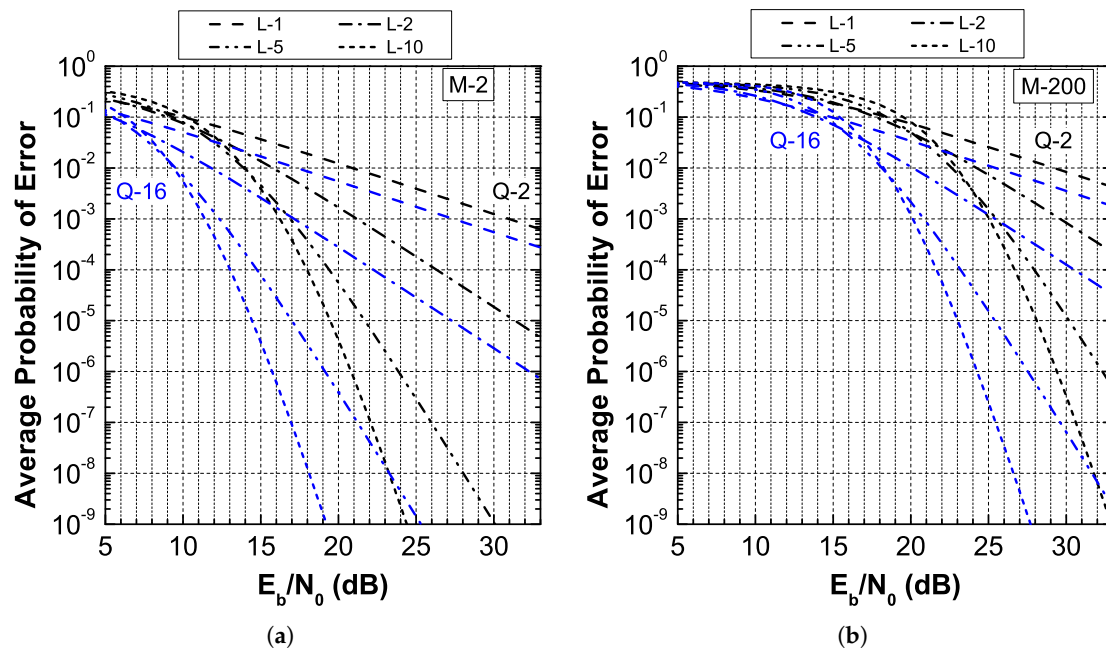 L-1 L-2
L-5 L-10
M-2
Q-16
Q-2
10^0
10^-1
10^-2
10^-3
10^-4
10^-5
10^-6
10^-7
10^-8
10^-9
Average Probability of Error
5 10 15 20 25 30
E_b/N_0 (dB)
(a)
L-1 L-2
L-5 L-10
M-200
Q-16
Q-2
10^0
10^-1
10^-2
10^-3
10^-4
10^-5
10^-6
10^-7
10^-8
10^-9
Average Probability of Error
5 10 15 20 25 30
E_b/N_0 (dB)
(b)